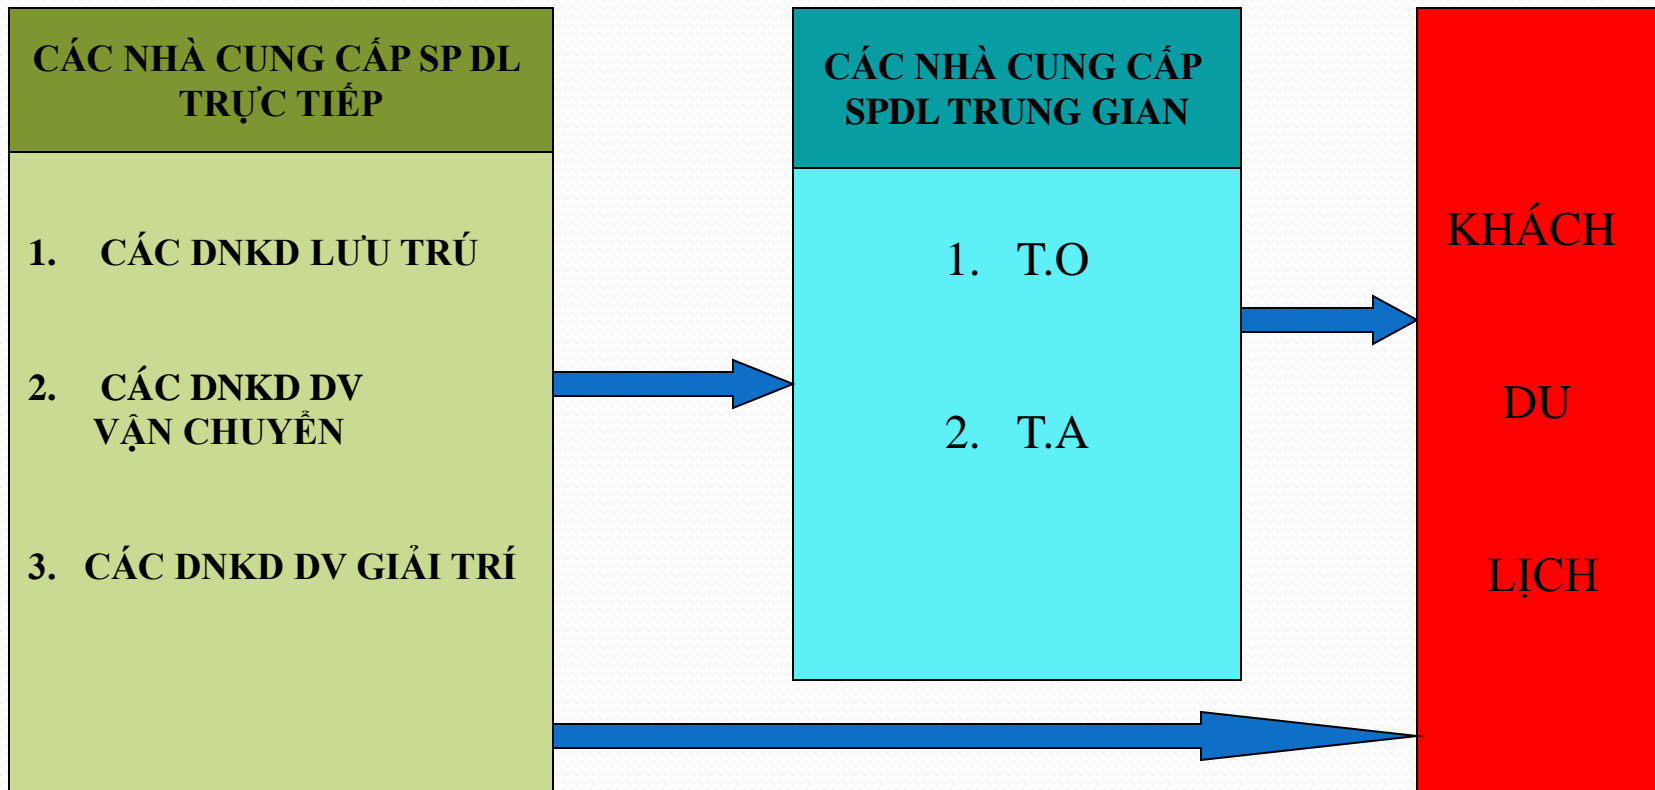 CÁC NHÀ CUNG CẤP SP DL
TRỰC TIẾP
1. CÁC DNKD LƯU TRÚ
2. CÁC DNKD DV
VẬN CHUYỂN
3. CÁC DNKD DV GIẢI TRÍ
CÁC NHÀ CUNG CẤP
SPDL TRUNG GIAN
1. T.O
2. T.A
KHÁCH
DU
LỊCH